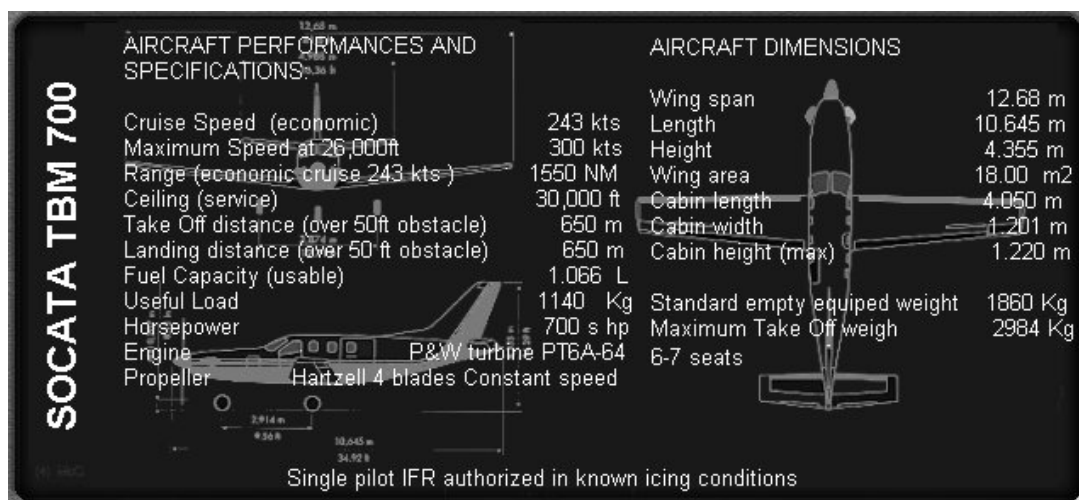 SOCATA TBM 700
AIRCRAFT PERFORMANCES AND
SPECIFICATIONS
Cruise Speed (economic) 243 kts
Maximum Speed at 26,000ft 300 kts
Range (economic cruise 243 kts ) 1550 NM
Ceiling (service) 30,000 ft
Take Off distance (over 50ft obstacle) 650 m
Landing distance (over 50 ft obstacle) 650 m
Fuel Capacity (usable) 1.066 L
Useful Load 1140 Kg
Horsepower 700 s hp
Engine P&W turbine PT6A-64
Propeller Hartzell 4 blades Constant speed
AIRCRAFT DIMENSIONS
Wing span 12.68 m
Length 10.645 m
Height 4.355 m
Wing area 18.00 m2
Cabin length 4.050 m
Cabin width 1.201 m
Cabin height (max) 1.220 m
Standard empty equiped weight 1860 Kg
Maximum Take Off weigh 2984 Kg
6-7 seats
12,68 m
2,914 m
9.56 ft
10,645 m
34.92 ft
Single pilot IFR authorized in known icing conditions